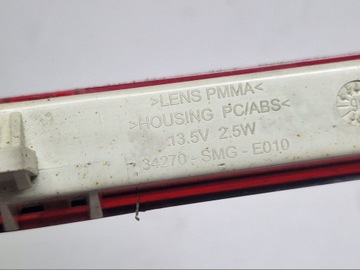 >LENS PMMA<
>HOUSING PC/ABS<
13.5V 2.5W
34270-SMG-E010